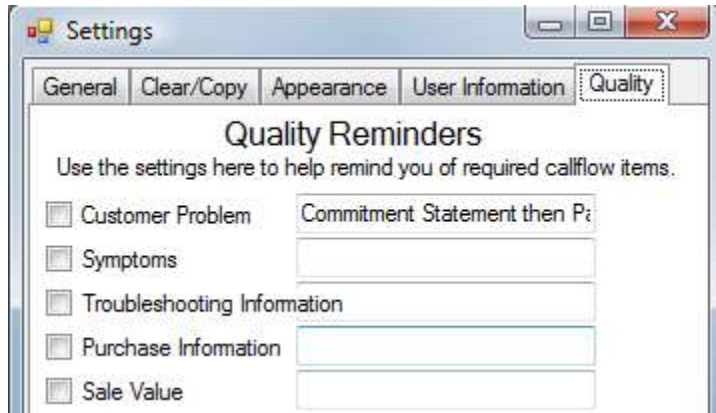 Settings
General Clear/Copy Appearance User Information Quality
Quality Reminders
Use the settings here to help remind you of required callflow items.
Customer Problem Commitment Statement then Pa
Symptoms
Troubleshooting Information
Purchase Information
Sale Value